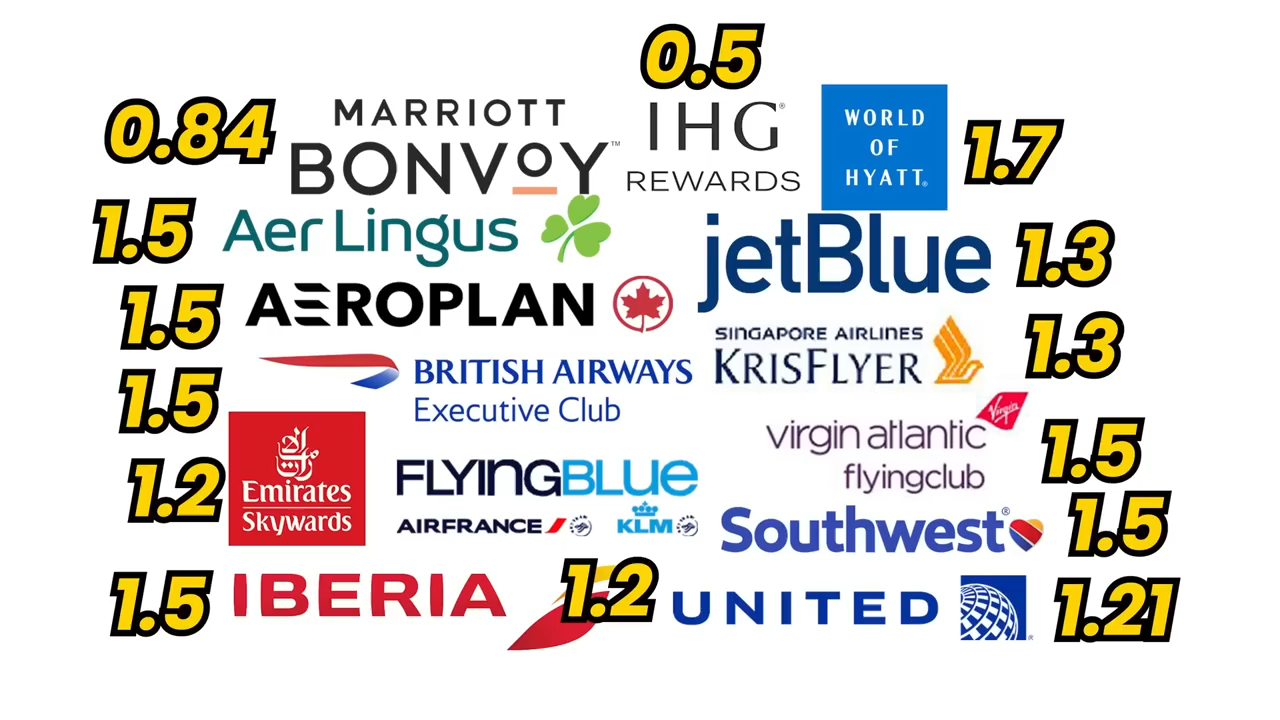 0.5
0.84
MARRIOTT
BONVOY™
IHG®
REWARDS
WORLD
OF
HYATT®
1.7
1.5
Aer Lingus
jetBlue
1.3
1.5
AEROPLAN
SINGAPORE AIRLINES
KRISFLYER
1.3
1.5
BRITISH AIRWAYS
Executive Club
Virgin
virgin atlantic
flyingclub
1.5
1.2
Emirates
Skywards
FLYINGBLUE
AIRFRANCE KLM
Southwest®
1.5
1.5
IBERIA
1.2
UNITED
1.21